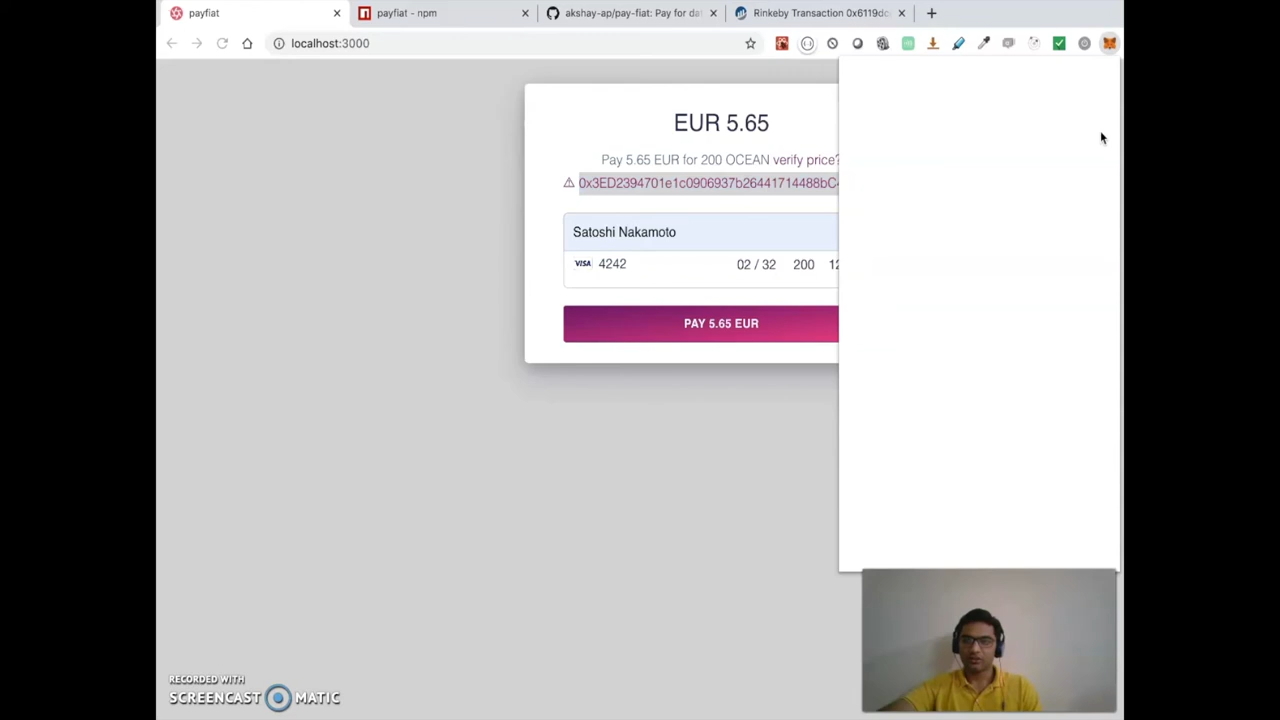 payfiat
payfiat - npm
akshay-ap/pay-fiat: Pay for da
Rinkeby Transaction 0x6119dc
localhost:3000
EUR 5.65
Pay 5.65 EUR for 200 OCEAN verify price?
0x3ED2394701e1c0906937b26441714488bC
Satoshi Nakamoto
VISA 4242 02 / 32 200 12
PAY 5.65 EUR
RECORDED WITH
SCREENCAST MATIC